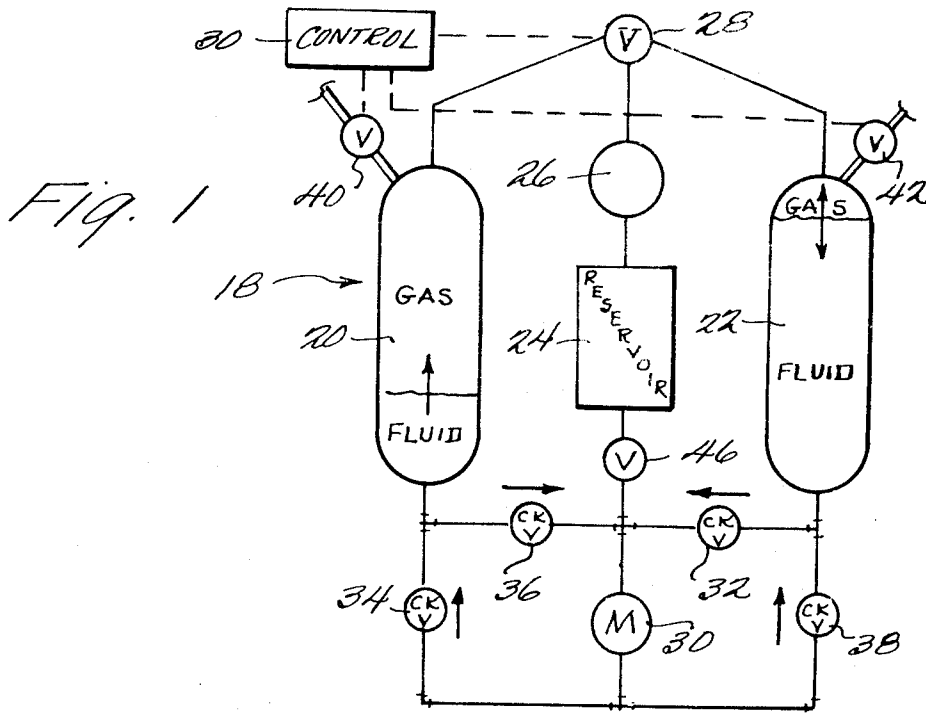 30 CONTROL
V 28
V
40
V
42
26
Fig. 1
18
GAS
20
FLUID
RESERVOIR
24
GAS
22
FLUID
V 46
CK V
36
CK V
32
34 CK V
M 30
CK V 38